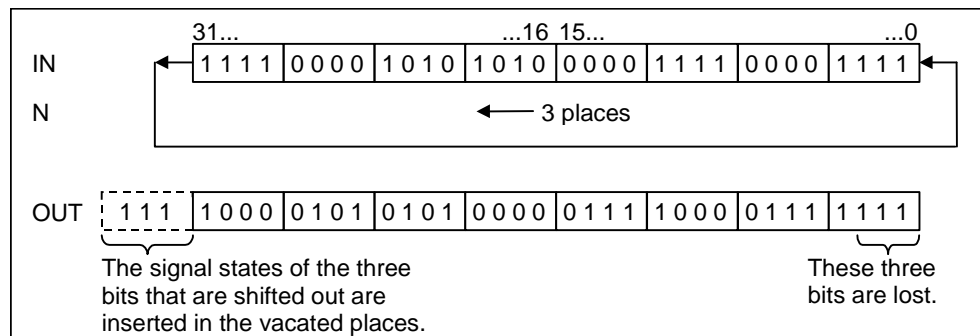 31... ...16 15... ...0
IN 1111 0000 1010 1010 0000 1111 0000 1111
N 3 places
OUT 111 1000 0101 0101 0000 0111 1000 0111 1111
The signal states of the three
bits that are shifted out are
inserted in the vacated places.
These three
bits are lost.